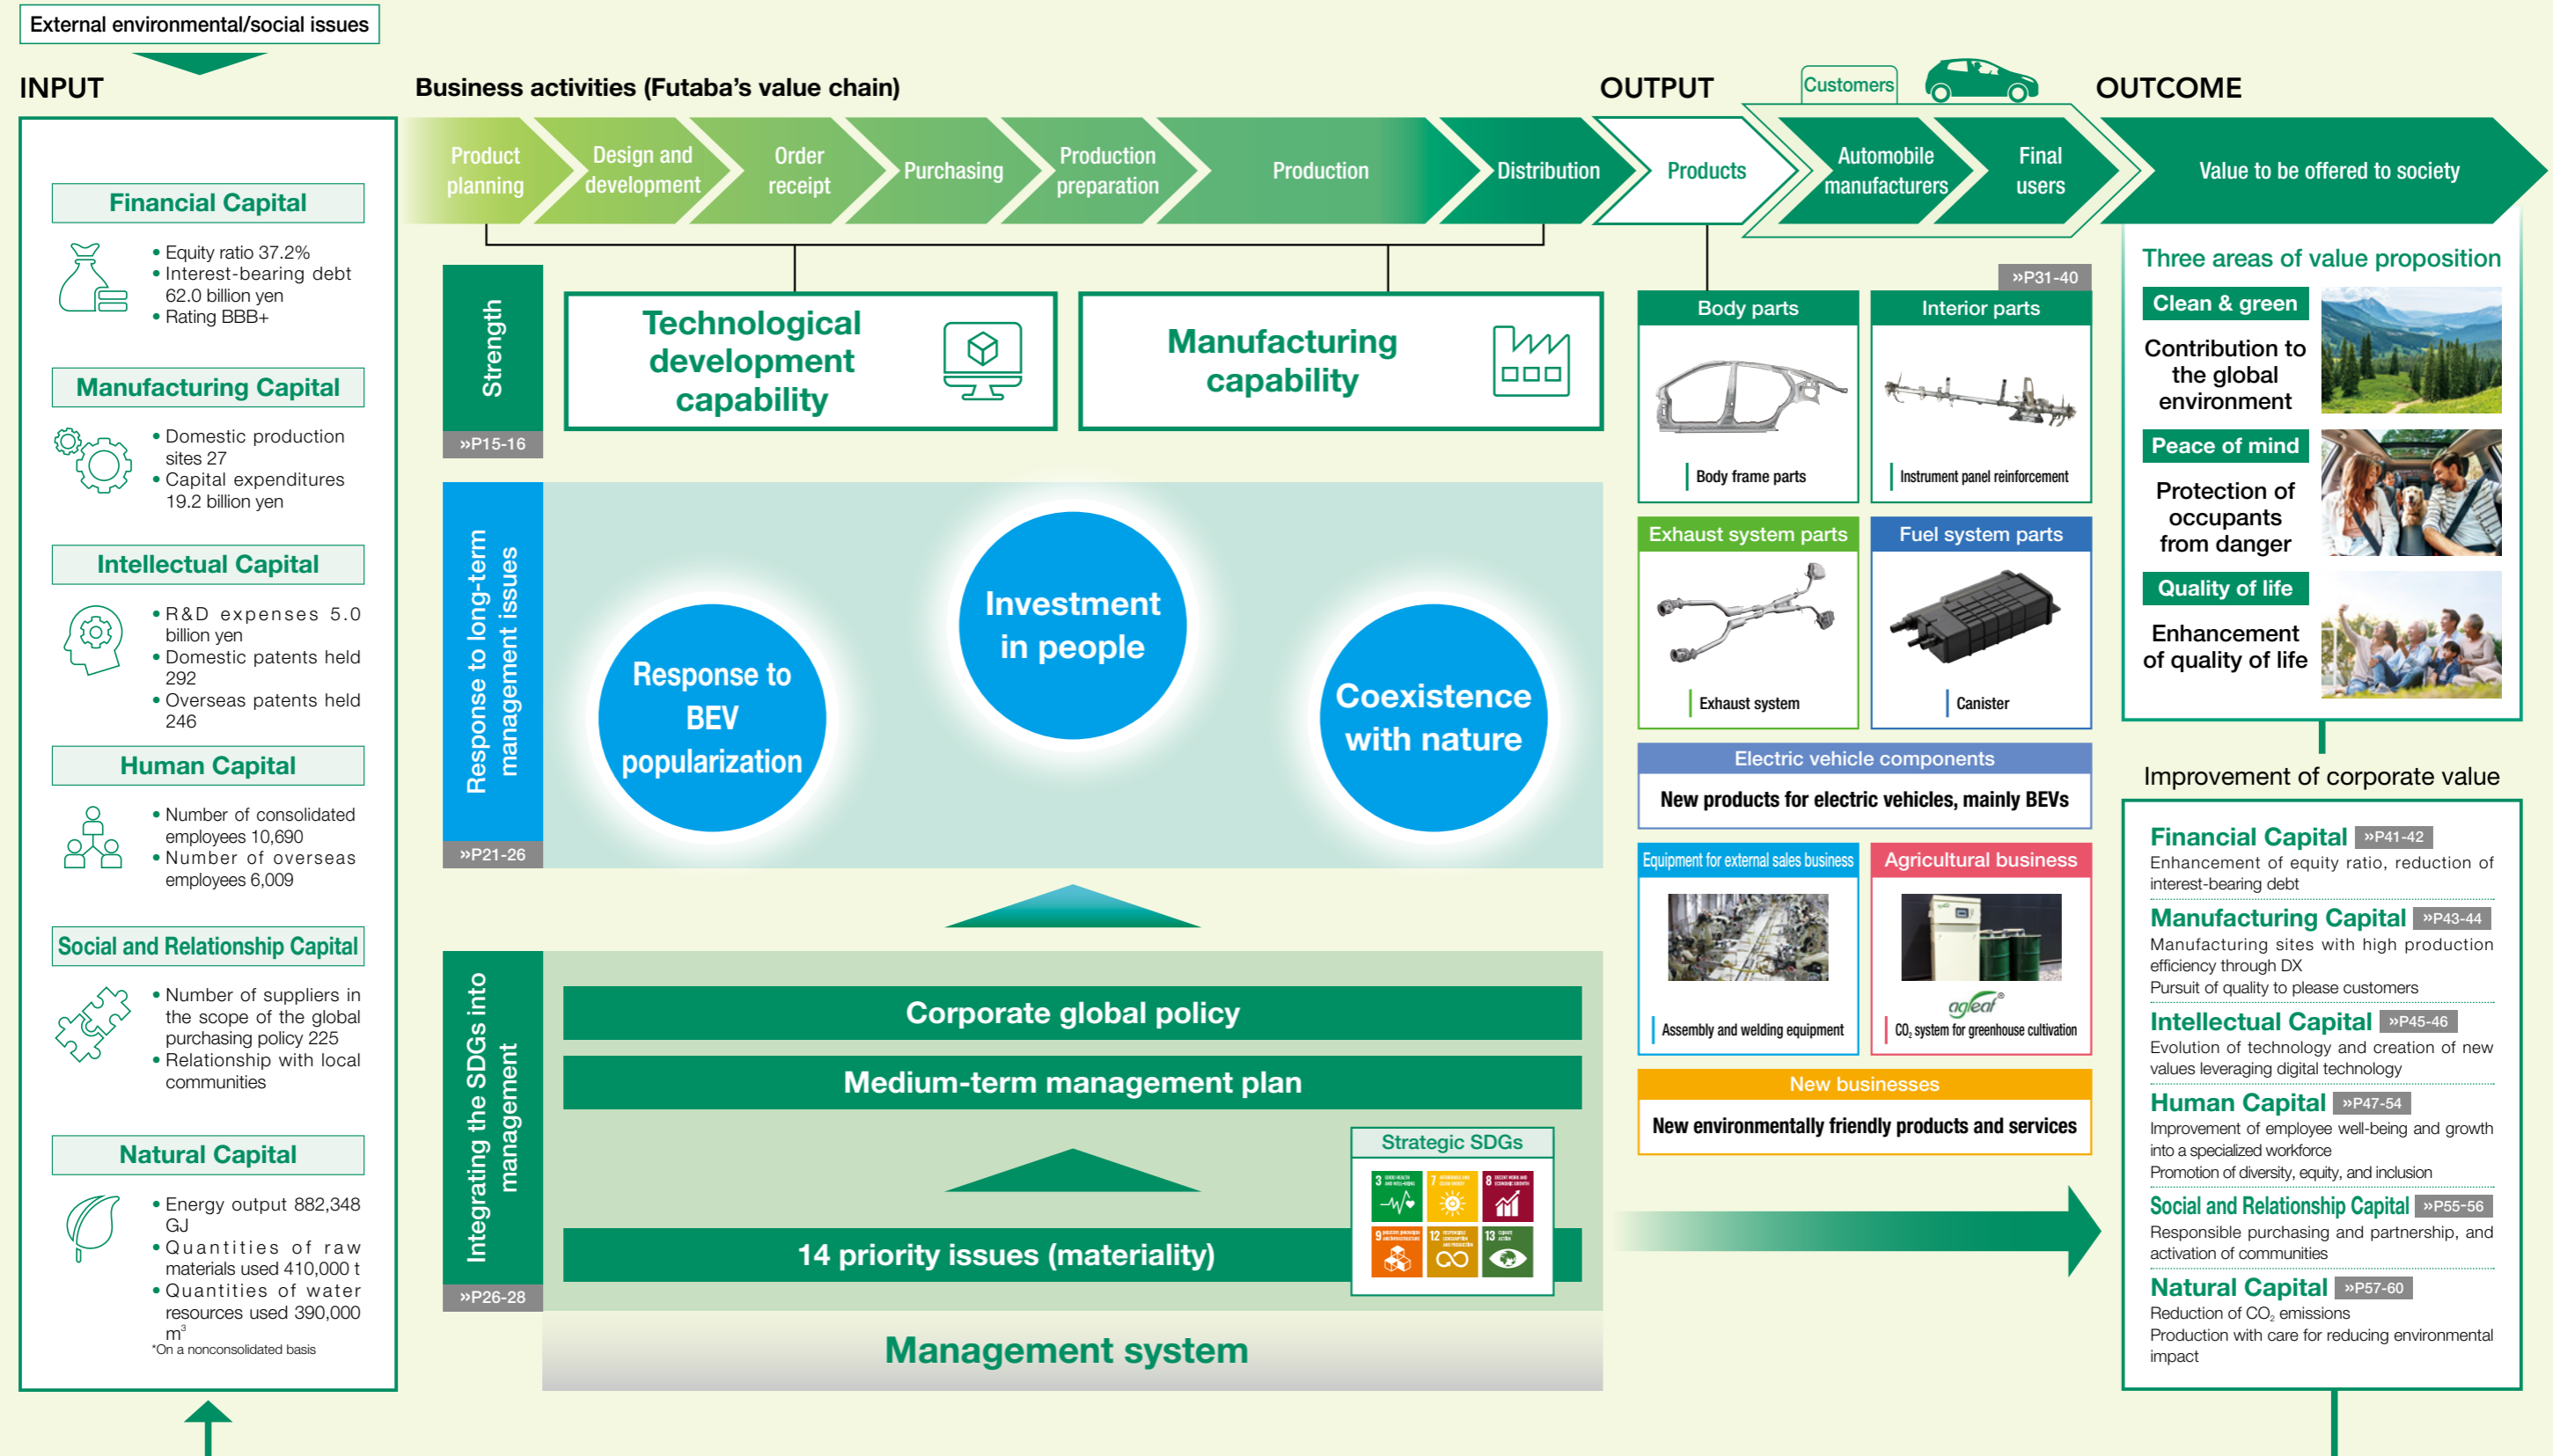 External environmental/social issues
INPUT
Financial Capital
• Equity ratio 37.2%
• Interest-bearing debt
62.0 billion yen
• Rating BBB+
Manufacturing Capital
• Domestic production
sites 27
• Capital expenditures
19.2 billion yen
Intellectual Capital
• R&D expenses 5.0
billion yen
• Domestic patents held
292
• Overseas patents held
246
Human Capital
• Number of consolidated
employees 10,690
• Number of overseas
employees 6,009
Social and Relationship Capital
• Number of suppliers in
the scope of the global
purchasing policy 225
• Relationship with local
communities
Natural Capital
• Energy output 882,348
GJ
• Quantities of raw
materials used 410,000 t
• Quantities of water
resources used 390,000
m³
*On a nonconsolidated basis
Business activities (Futaba's value chain)
Product
planning
Design and
development
Order
receipt
Purchasing
Production
preparation
Production
Distribution
Strength
»P15-16
Technological
development
capability
Manufacturing
capability
Response to long-term
management issues
»P21-26
Response to
BEV
popularization
Investment
in people
Coexistence
with nature
Integrating the SDGs into
management
»P26-28
Corporate global policy
Medium-term management plan
14 priority issues (materiality)
Strategic SDGs
3
7
8
9
12
13
Management system
OUTPUT
Products
Customers
Automobile
manufacturers
Final
users
»P31-40
Body parts
Body frame parts
Interior parts
Instrument panel reinforcement
Exhaust system parts
Exhaust system
Fuel system parts
Canister
Electric vehicle components
New products for electric vehicles, mainly BEVs
Equipment for external sales business
Assembly and welding equipment
Agricultural business
agleaf®
CO₂ system for greenhouse cultivation
New businesses
New environmentally friendly products and services
OUTCOME
Value to be offered to society
Three areas of value proposition
Clean & green
Contribution to
the global
environment
Peace of mind
Protection of
occupants
from danger
Quality of life
Enhancement
of quality of life
Improvement of corporate value
Financial Capital »P41-42
Enhancement of equity ratio, reduction of
interest-bearing debt
Manufacturing Capital »P43-44
Manufacturing sites with high production
efficiency through DX
Pursuit of quality to please customers
Intellectual Capital »P45-46
Evolution of technology and creation of new
values leveraging digital technology
Human Capital »P47-54
Improvement of employee well-being and growth
into a specialized workforce
Promotion of diversity, equity, and inclusion
Social and Relationship Capital »P55-56
Responsible purchasing and partnership, and
activation of communities
Natural Capital »P57-60
Reduction of CO₂ emissions
Production with care for reducing environmental
impact